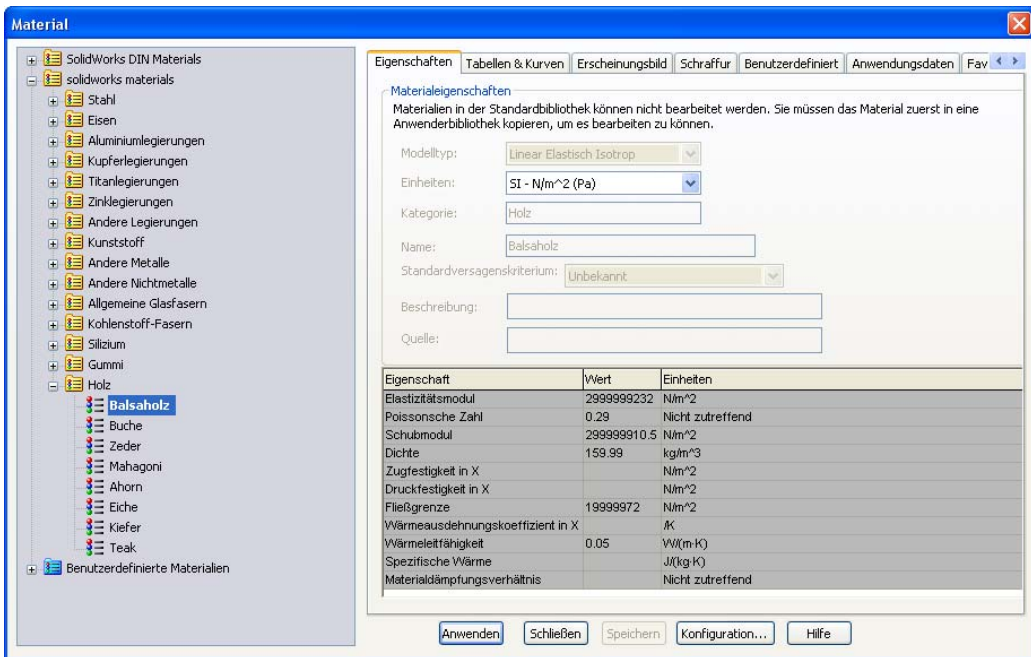 Material
SolidWorks DIN Materials
solidworks materials
Stahl
Eisen
Aluminiumlegierungen
Kupferlegierungen
Titanlegierungen
Zinklegierungen
Andere Legierungen
Kunststoff
Andere Metalle
Andere Nichtmetalle
Allgemeine Glasfasern
Kohlenstoff-Fasern
Silizium
Gummi
Holz
Balsaholz
Buche
Zeder
Mahagoni
Ahorn
Eiche
Kiefer
Teak
Benutzerdefinierte Materialien
Eigenschaften Tabellen & Kurven Erscheinungsbild Schraffur Benutzerdefiniert Anwendungsdaten Fav
Materialeigenschaften
Materialien in der Standardbibliothek können nicht bearbeitet werden. Sie müssen das Material zuerst in eine
Anwenderbibliothek kopieren, um es bearbeiten zu können.
Modelltyp: Linear Elastisch Isotrop
Einheiten: SI - N/m^2 (Pa)
Kategorie: Holz
Name: Balsaholz
Standardversagenskriterium: Unbekannt
Beschreibung:
Quelle:
Eigenschaft Wert Einheiten
Elastizitätsmodul 2999999232 N/m^2
Poissonsche Zahl 0.29 Nicht zutreffend
Schubmodul 299999910.5 N/m^2
Dichte 159.99 kg/m^3
Zugfestigkeit in X N/m^2
Druckfestigkeit in X N/m^2
Fließgrenze 19999972 N/m^2
Wärmeausdehnungskoeffizient in X /K
Wärmeleitfähigkeit 0.05 W/(m·K)
Spezifische Wärme J/(kg·K)
Materialdämpfungsverhältnis Nicht zutreffend
Anwenden Schließen Speichern Konfiguration... Hilfe